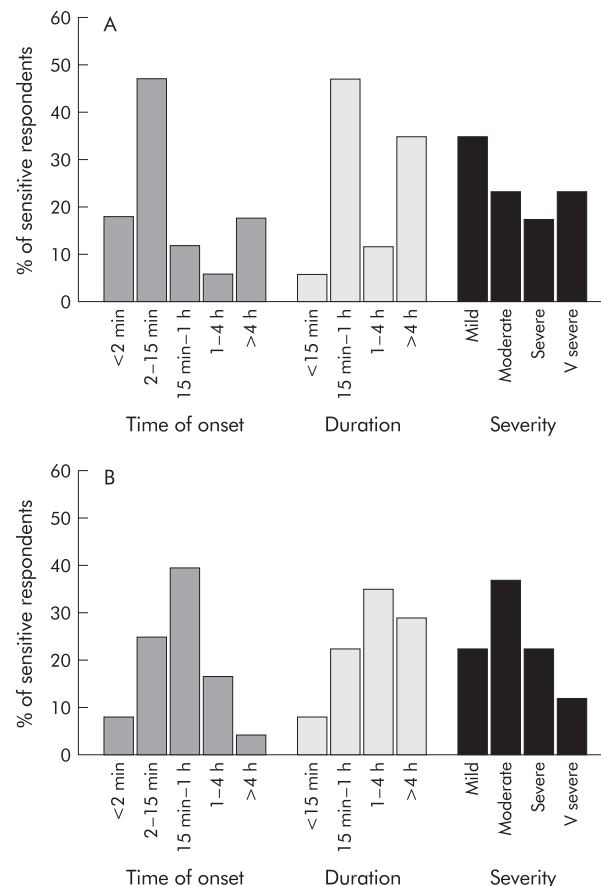 A
% of sensitive respondents
60
50
40
30
20
10
0
<2 min
2–15 min
15 min–1 h
1–4 h
>4 h
<15 min
15 min–1 h
1–4 h
>4 h
Mild
Moderate
Severe
V severe
Time of onset
Duration
Severity
B
% of sensitive respondents
60
50
40
30
20
10
0
<2 min
2–15 min
15 min–1 h
1–4 h
>4 h
<15 min
15 min–1 h
1–4 h
>4 h
Mild
Moderate
Severe
V severe
Time of onset
Duration
Severity